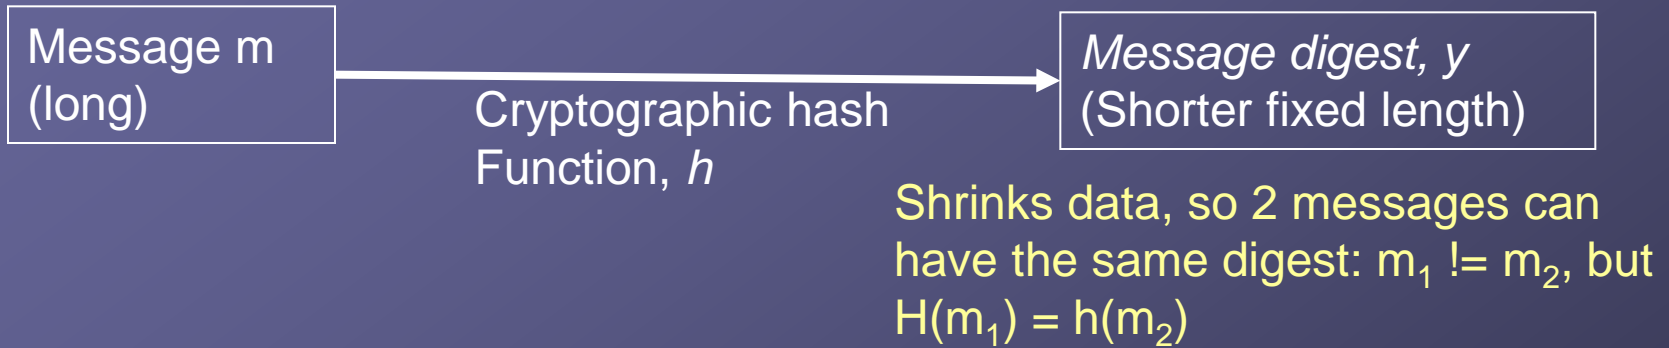 Message m
(long)
Cryptographic hash
Function, h
Message digest, y
(Shorter fixed length)
Shrinks data, so 2 messages can
have the same digest: m₁ != m₂, but
H(m₁) = h(m₂)